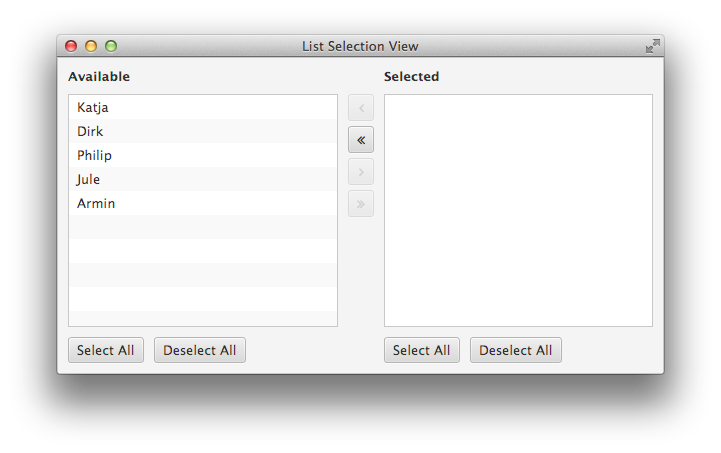 List Selection View
Available
Selected
Katja
Dirk
Philip
Jule
Armin
<
«
>
»
Select All
Deselect All
Select All
Deselect All